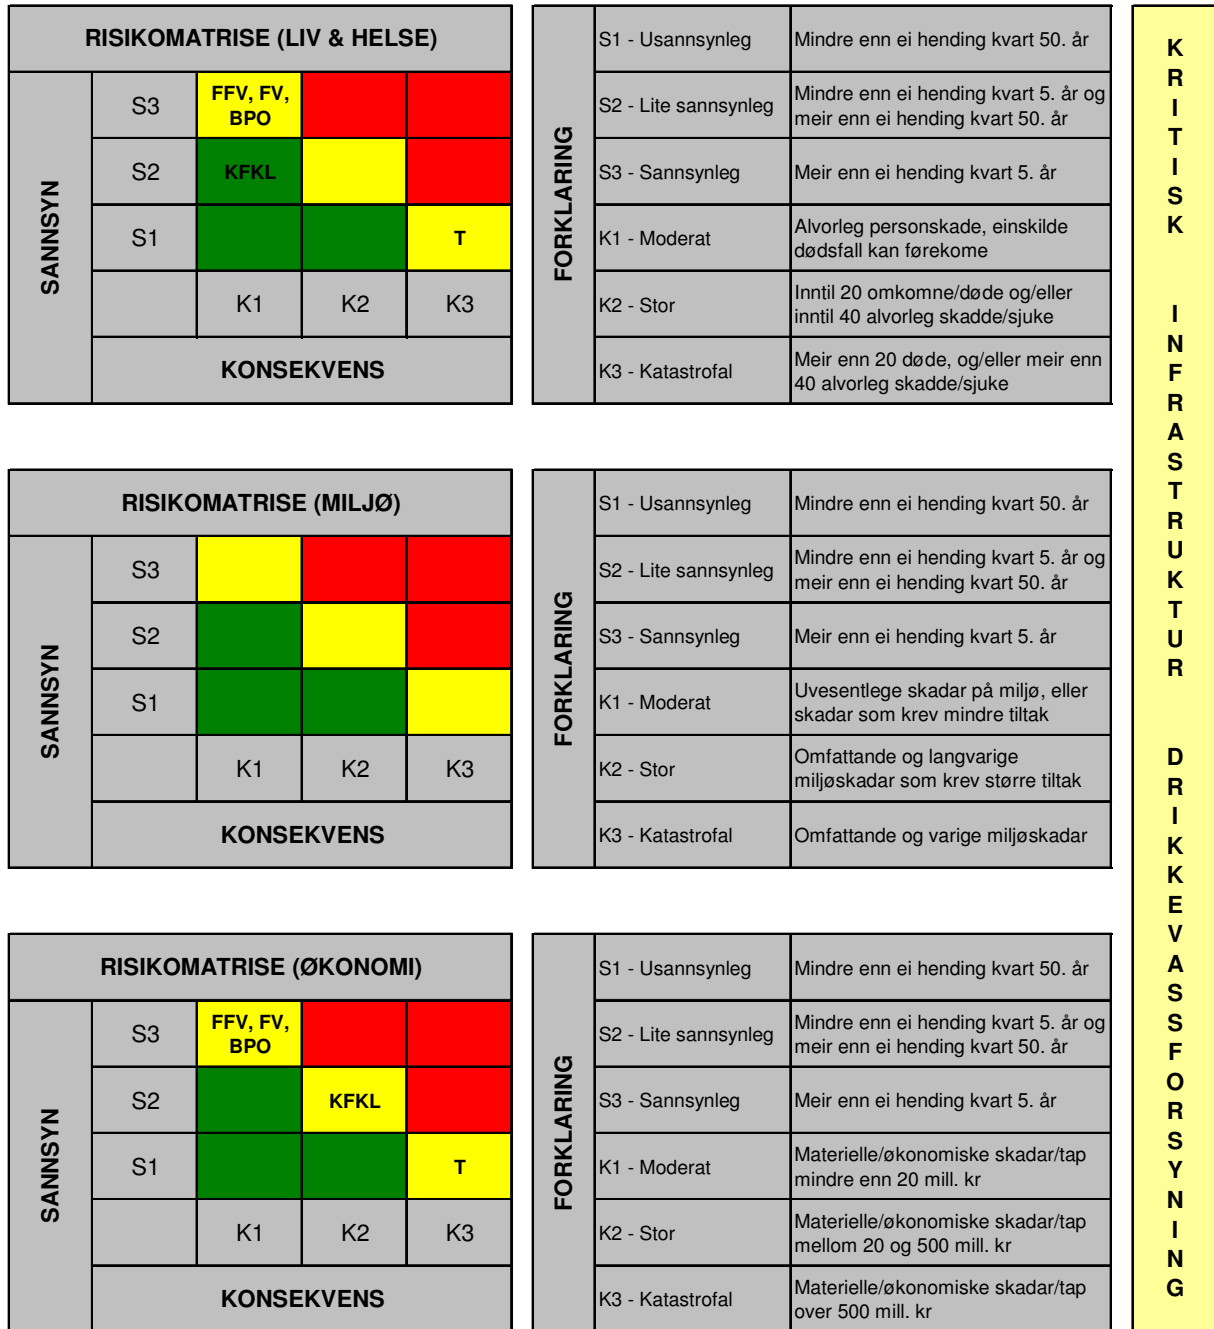 RISIKOMATRISE (LIV & HELSE)
SANNSYN
S3
FFV, FV,
BPO
S2
KFKL
S1
T
K1
K2
K3
KONSEKVENS
FORKLARING
S1 - Usannsynleg
Mindre enn ei hending kvart 50. år
S2 - Lite sannsynleg
Mindre enn ei hending kvart 5. år og
meir enn ei hending kvart 50. år
S3 - Sannsynleg
Meir enn ei hending kvart 5. år
K1 - Moderat
Alvorleg personskade, einskilde
dødsfall kan førekome
K2 - Stor
Inntil 20 omkomne/døde og/eller
inntil 40 alvorleg skadde/sjuke
K3 - Katastrofal
Meir enn 20 døde, og/eller meir enn
40 alvorleg skadde/sjuke
RISIKOMATRISE (MILJØ)
SANNSYN
S3
S2
S1
K1
K2
K3
KONSEKVENS
FORKLARING
S1 - Usannsynleg
Mindre enn ei hending kvart 50. år
S2 - Lite sannsynleg
Mindre enn ei hending kvart 5. år og
meir enn ei hending kvart 50. år
S3 - Sannsynleg
Meir enn ei hending kvart 5. år
K1 - Moderat
Uvesentlege skadar på miljø, eller
skadar som krev mindre tiltak
K2 - Stor
Omfattande og langvarige
miljøskadar som krev større tiltak
K3 - Katastrofal
Omfattande og varige miljøskadar
RISIKOMATRISE (ØKONOMI)
SANNSYN
S3
FFV, FV,
BPO
S2
KFKL
S1
T
K1
K2
K3
KONSEKVENS
FORKLARING
S1 - Usannsynleg
Mindre enn ei hending kvart 50. år
S2 - Lite sannsynleg
Mindre enn ei hending kvart 5. år og
meir enn ei hending kvart 50. år
S3 - Sannsynleg
Meir enn ei hending kvart 5. år
K1 - Moderat
Materielle/økonomiske skadar/tap
mindre enn 20 mill. kr
K2 - Stor
Materielle/økonomiske skadar/tap
mellom 20 og 500 mill. kr
K3 - Katastrofal
Materielle/økonomiske skadar/tap
over 500 mill. kr
KRITISK INFRASTRUKTUR DRIKKEVASSFORSYNING